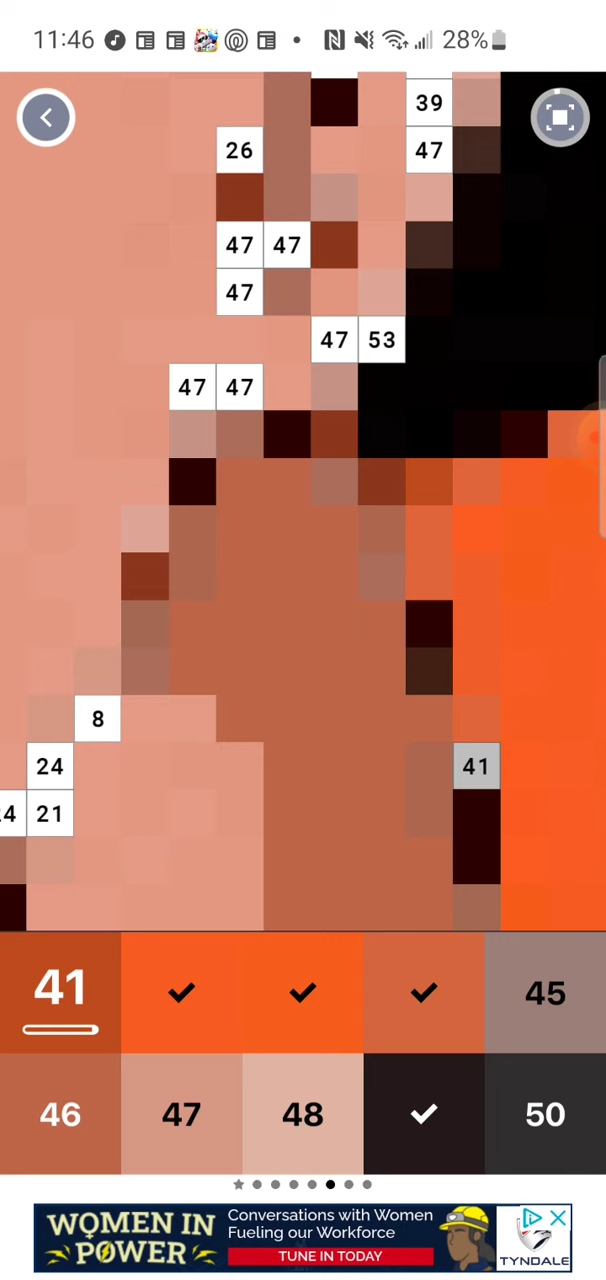 11:46 28%
39
26 47
47 47
47
47 53
47 47
8
24 41
24 21
41 45
46 47 48 50
WOMEN IN POWER
Conversations with Women
Fueling our Workforce
TUNE IN TODAY
TYNDALE